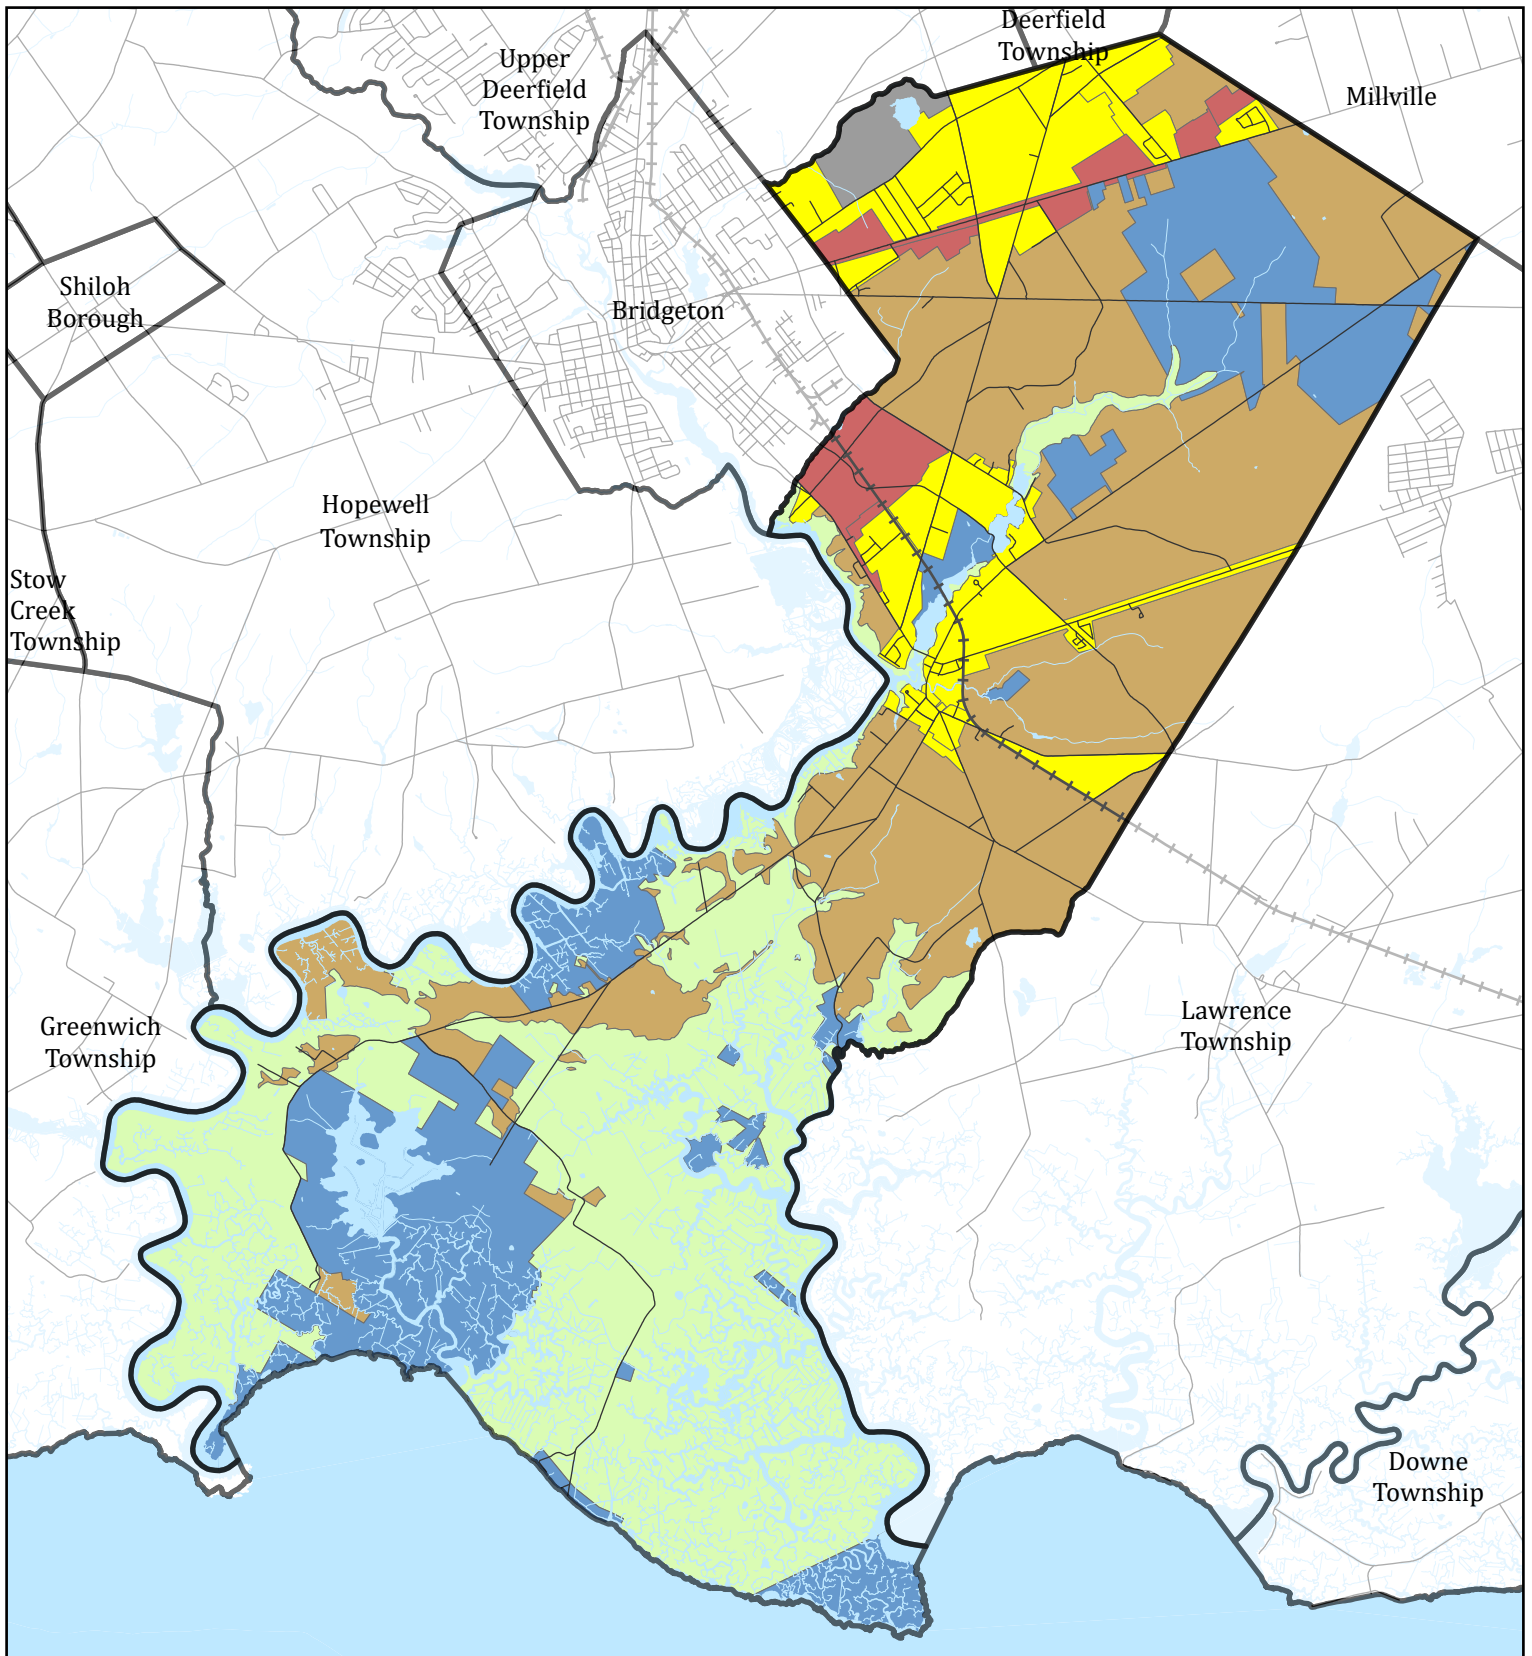 Deerfield
Township
Upper
Deerfield
Township
Millville
Shiloh
Borough
Bridgeton
Hopewell
Township
Stow
Creek
Township
Greenwich
Township
Lawrence
Township
Downe
Township